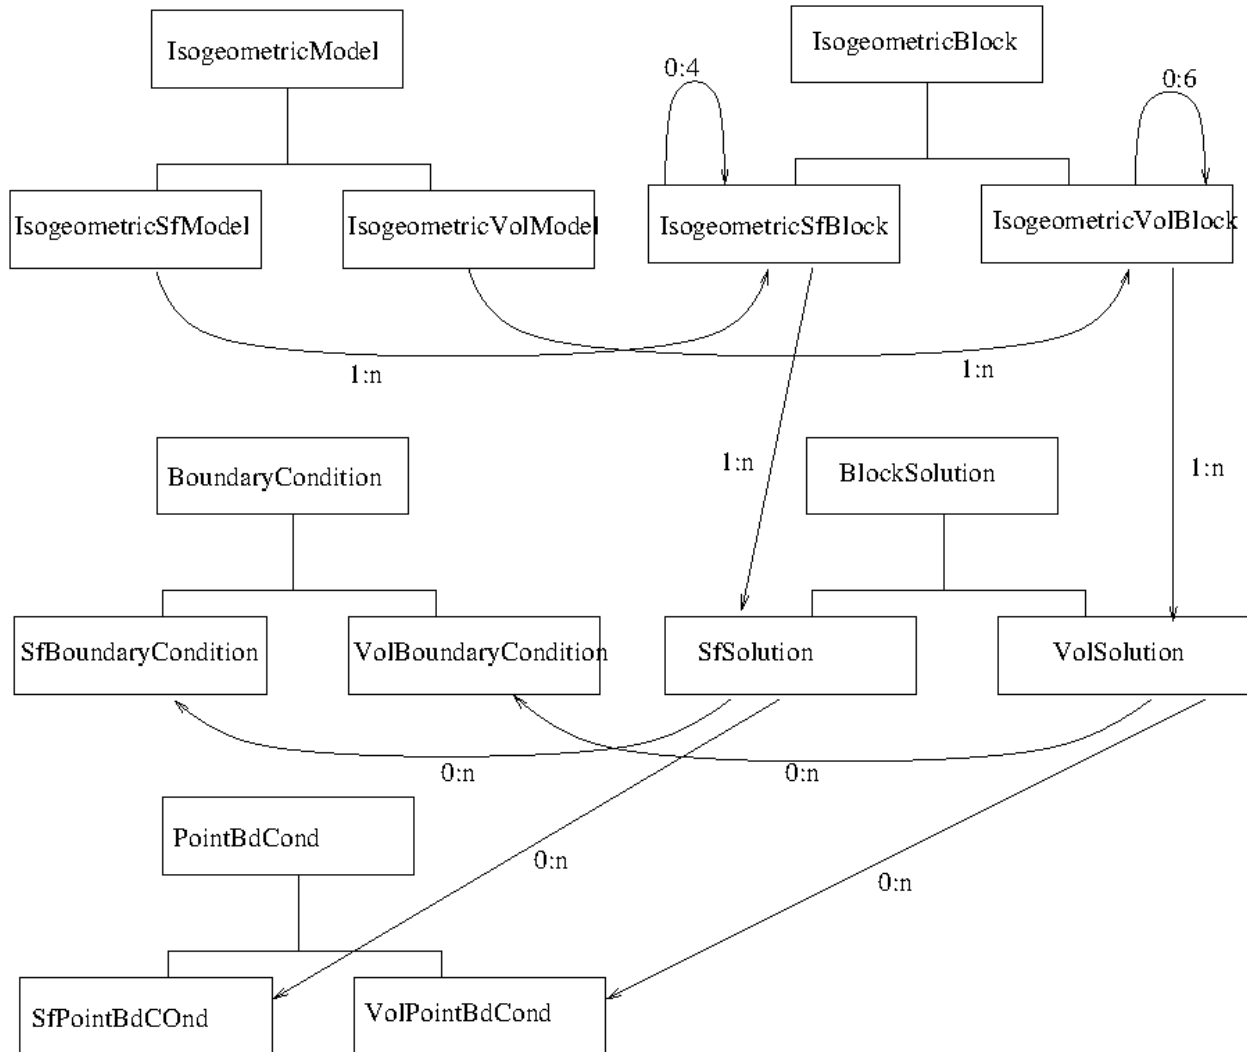 IsogeometricModel
IsogeometricBlock
0:4
0:6
IsogeometricSfModel
IsogeometricVolModel
IsogeometricSfBlock
IsogeometricVolBlock
1:n
1:n
BoundaryCondition
1:n
BlockSolution
1:n
SfBoundaryCondition
VolBoundaryCondition
SfSolution
VolSolution
0:n
0:n
PointBdCond
0:n
0:n
SfPointBdCOnd
VolPointBdCond